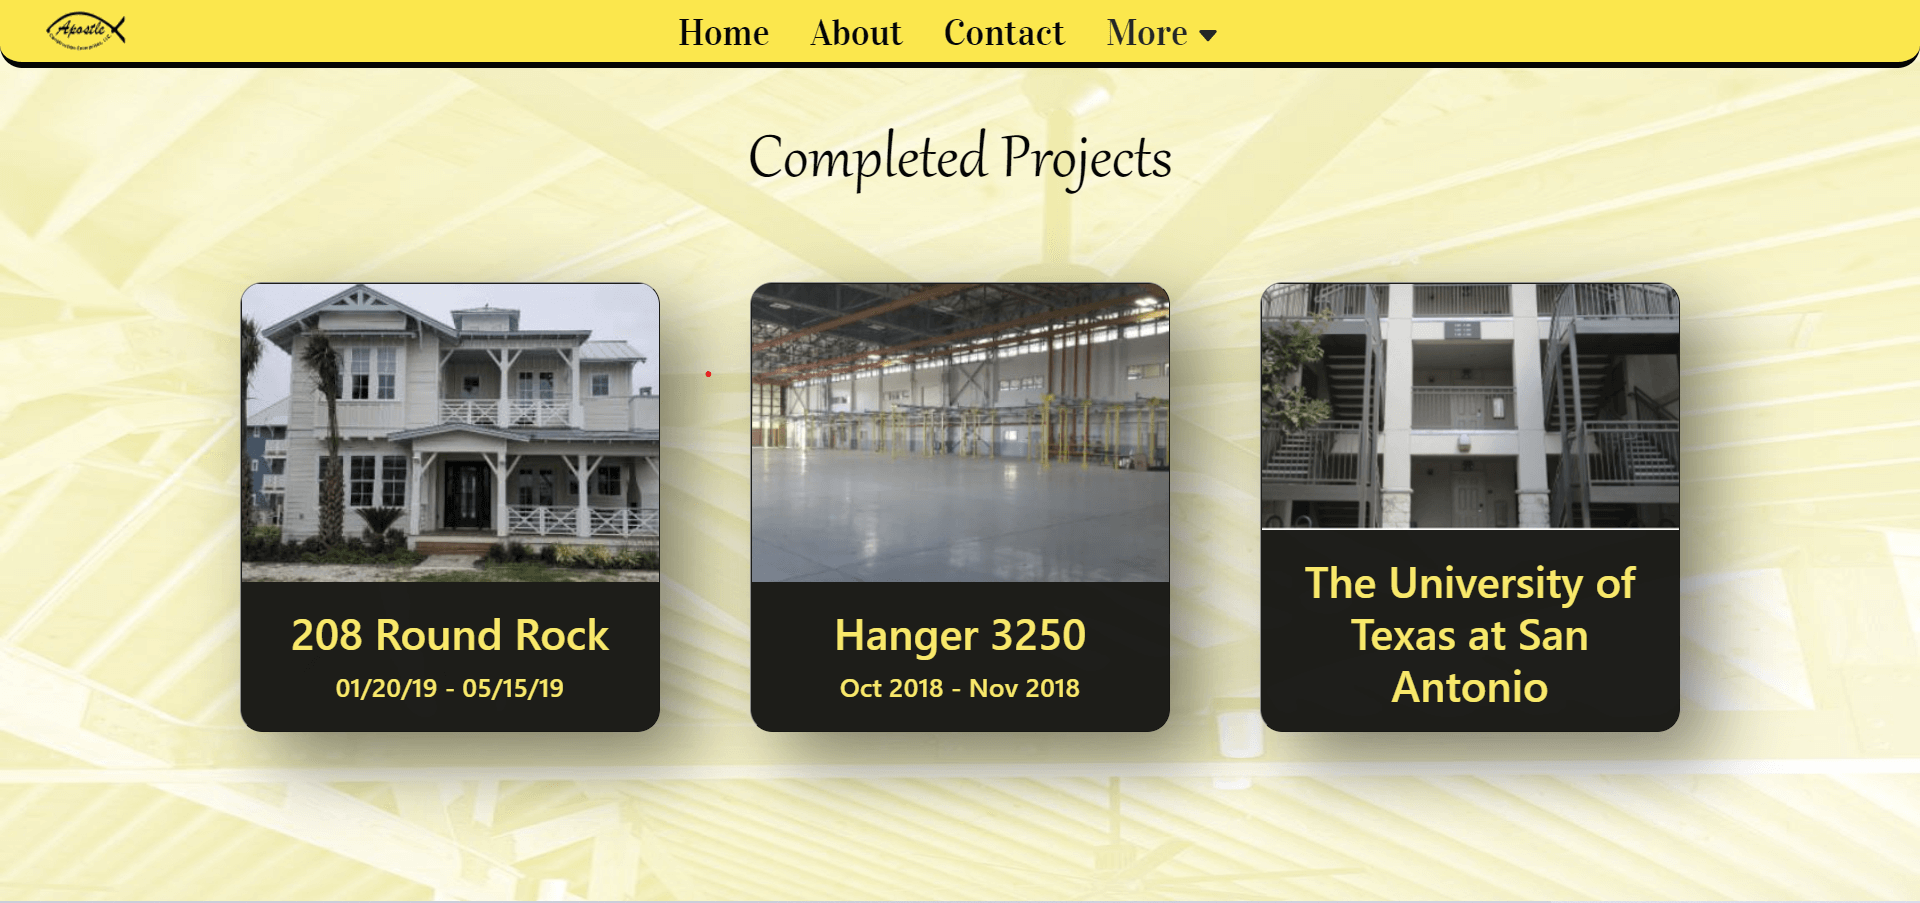 Apostle
Home About Contact More
Completed Projects
208 Round Rock
01/20/19 - 05/15/19
Hanger 3250
Oct 2018 - Nov 2018
The University of
Texas at San
Antonio